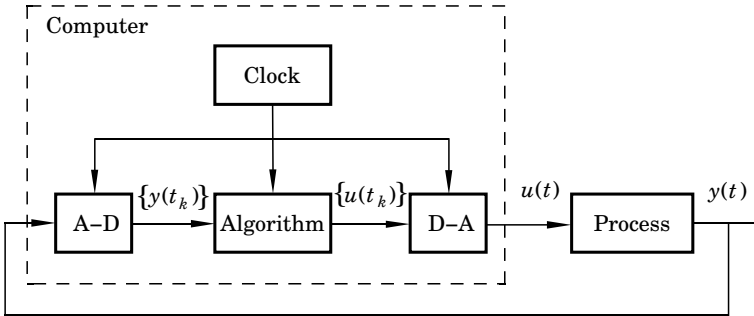 Computer
Clock
{y(t_k)}
{u(t_k)}
u(t)
y(t)
A–D
Algorithm
D–A
Process